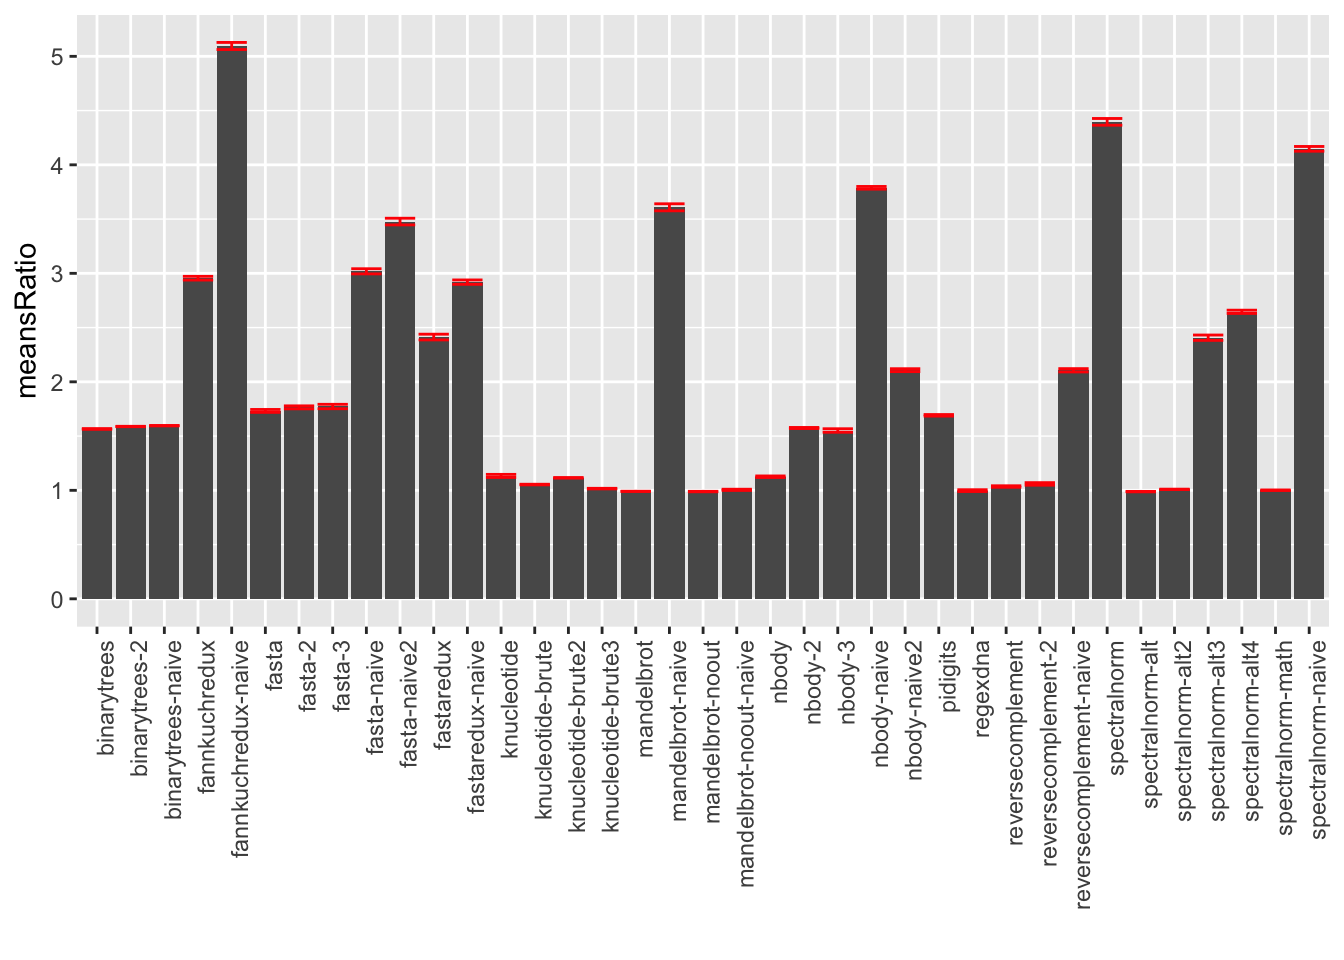 meansRatio
5
4
3
2
1
0
binarytrees
binarytrees-2
binarytrees-naive
fannkuchredux
fannkuchredux-naive
fasta
fasta-2
fasta-3
fasta-naive
fasta-naive2
fastaredux
fastaredux-naive
knucleotide
knucleotide-brute
knucleotide-brute2
knucleotide-brute3
mandelbrot
mandelbrot-naive
mandelbrot-noout
mandelbrot-noout-naive
nbody
nbody-2
nbody-3
nbody-naive
nbody-naive2
pidigits
regexdna
reversecomplement
reversecomplement-2
reversecomplement-naive
spectralnorm
spectralnorm-alt
spectralnorm-alt2
spectralnorm-alt3
spectralnorm-alt4
spectralnorm-math
spectralnorm-naive